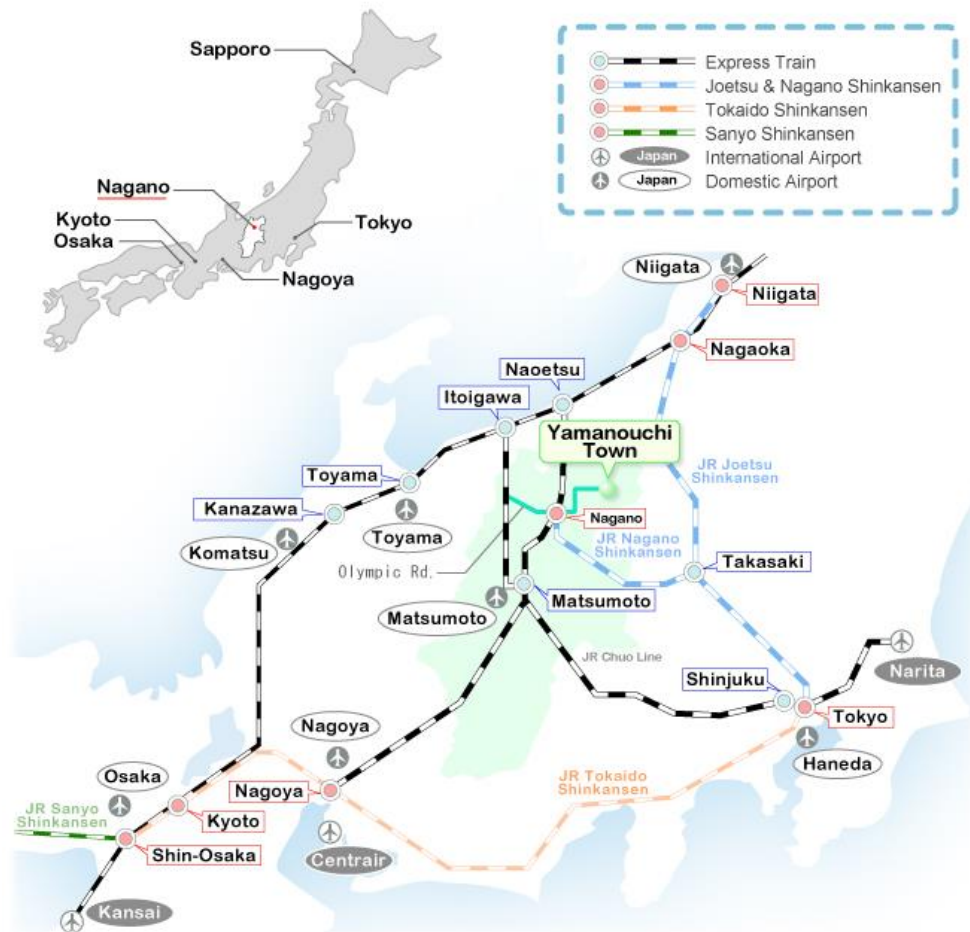 Sapporo
Nagano
Kyoto
Osaka
Tokyo
Nagoya
Express Train
Joetsu & Nagano Shinkansen
Tokaido Shinkansen
Sanyo Shinkansen
Japan International Airport
Japan Domestic Airport
Niigata
Niigata
Nagaoka
Naoetsu
Itoigawa
Yamanouchi
Town
JR Joetsu
Shinkansen
Toyama
Kanazawa
Nagano
Komatsu
Toyama
JR Nagano
Shinkansen
Takasaki
Olympic Rd.
Matsumoto
Matsumoto
JR Chuo Line
Shinjuku
Narita
Tokyo
Nagoya
Haneda
Osaka
Nagoya
JR Tokaido
Shinkansen
JR Sanyo
Shinkansen
Kyoto
Shin-Osaka
Centrair
Kansai